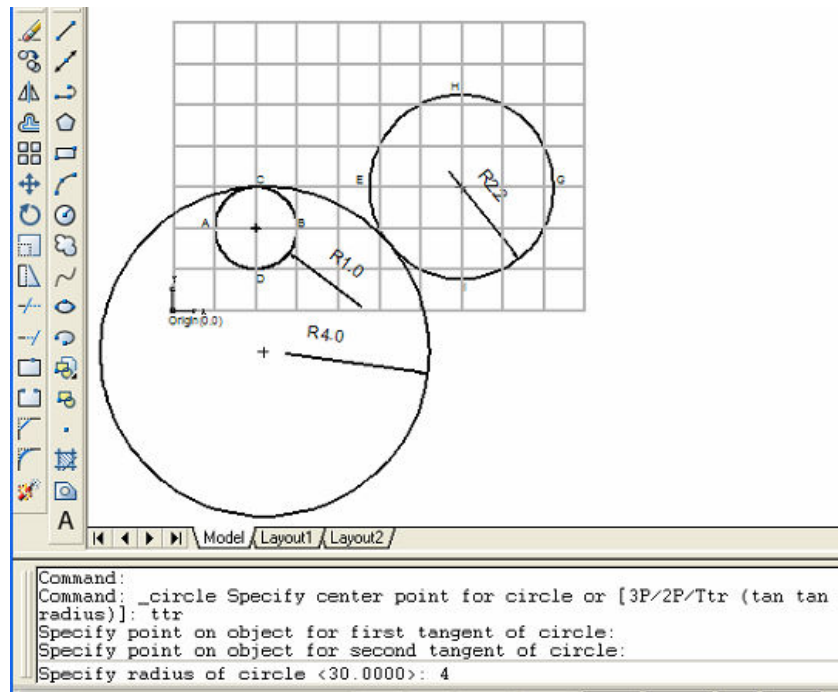 H
C
E
R2.2
G
A
B
R1.0
D
I
Y
X
Origin(0,0)
R4.0
A
Model
Layout1
Layout2
Command:
Command: _circle Specify center point for circle or [3P/2P/Ttr (tan tan
radius)]: ttr
Specify point on object for first tangent of circle:
Specify point on object for second tangent of circle:
Specify radius of circle <30.0000>: 4